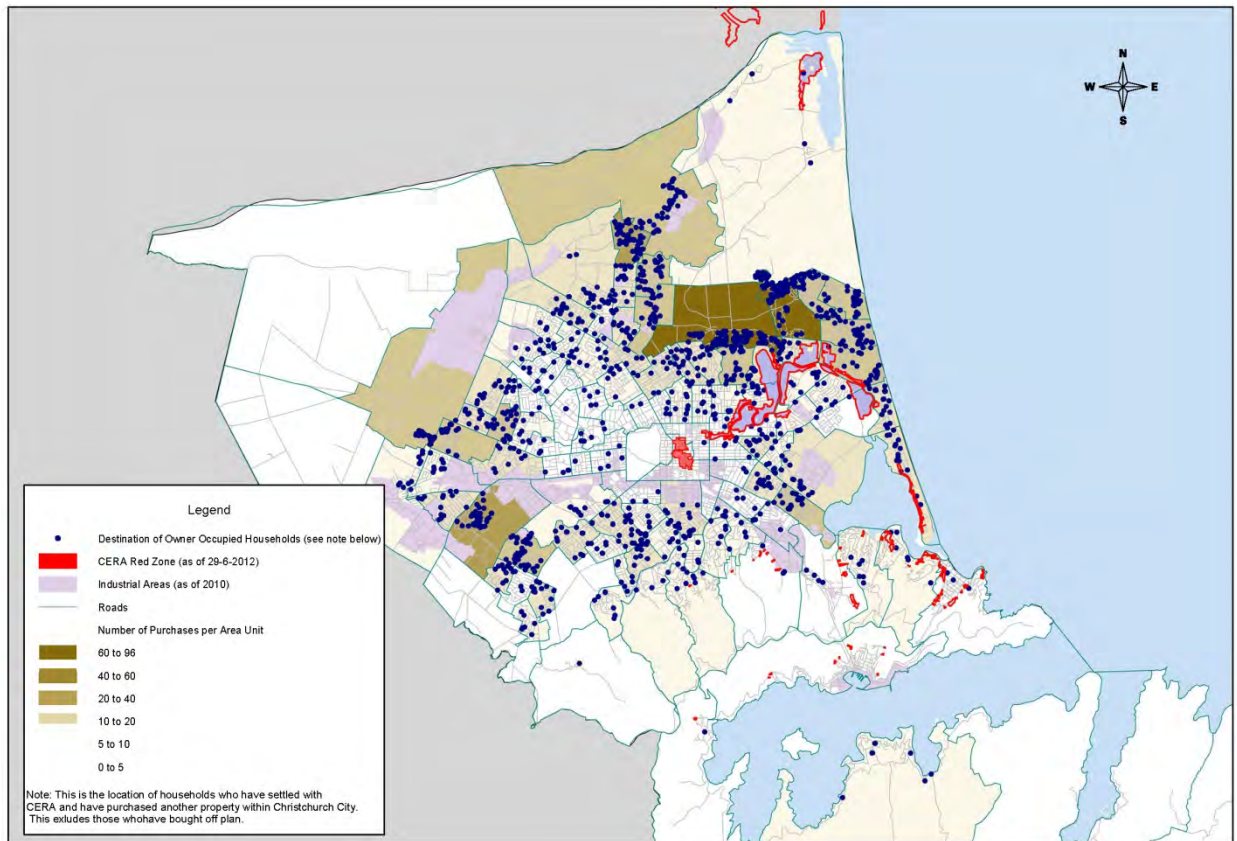 N
W E
S
Legend
Destination of Owner Occupied Households (see note below)
CERA Red Zone (as of 29-6-2012)
Industrial Areas (as of 2010)
Roads
Number of Purchases per Area Unit
60 to 96
40 to 60
20 to 40
10 to 20
5 to 10
0 to 5
Note: This is the location of households who have settled with
CERA and have purchased another property within Christchurch City.
This exludes those whohave bought off plan.